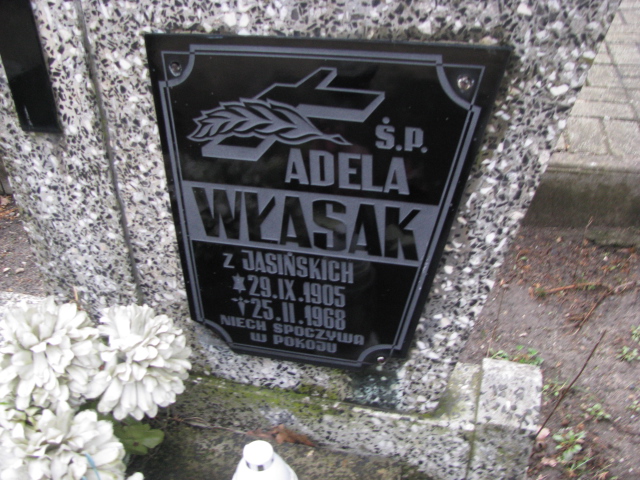 Ś.P.
ADELA
WŁASAK
Z JASIŃSKICH
* 29.IX.1905
† 25.II.1968
NIECH SPOCZYWA
W POKOJU